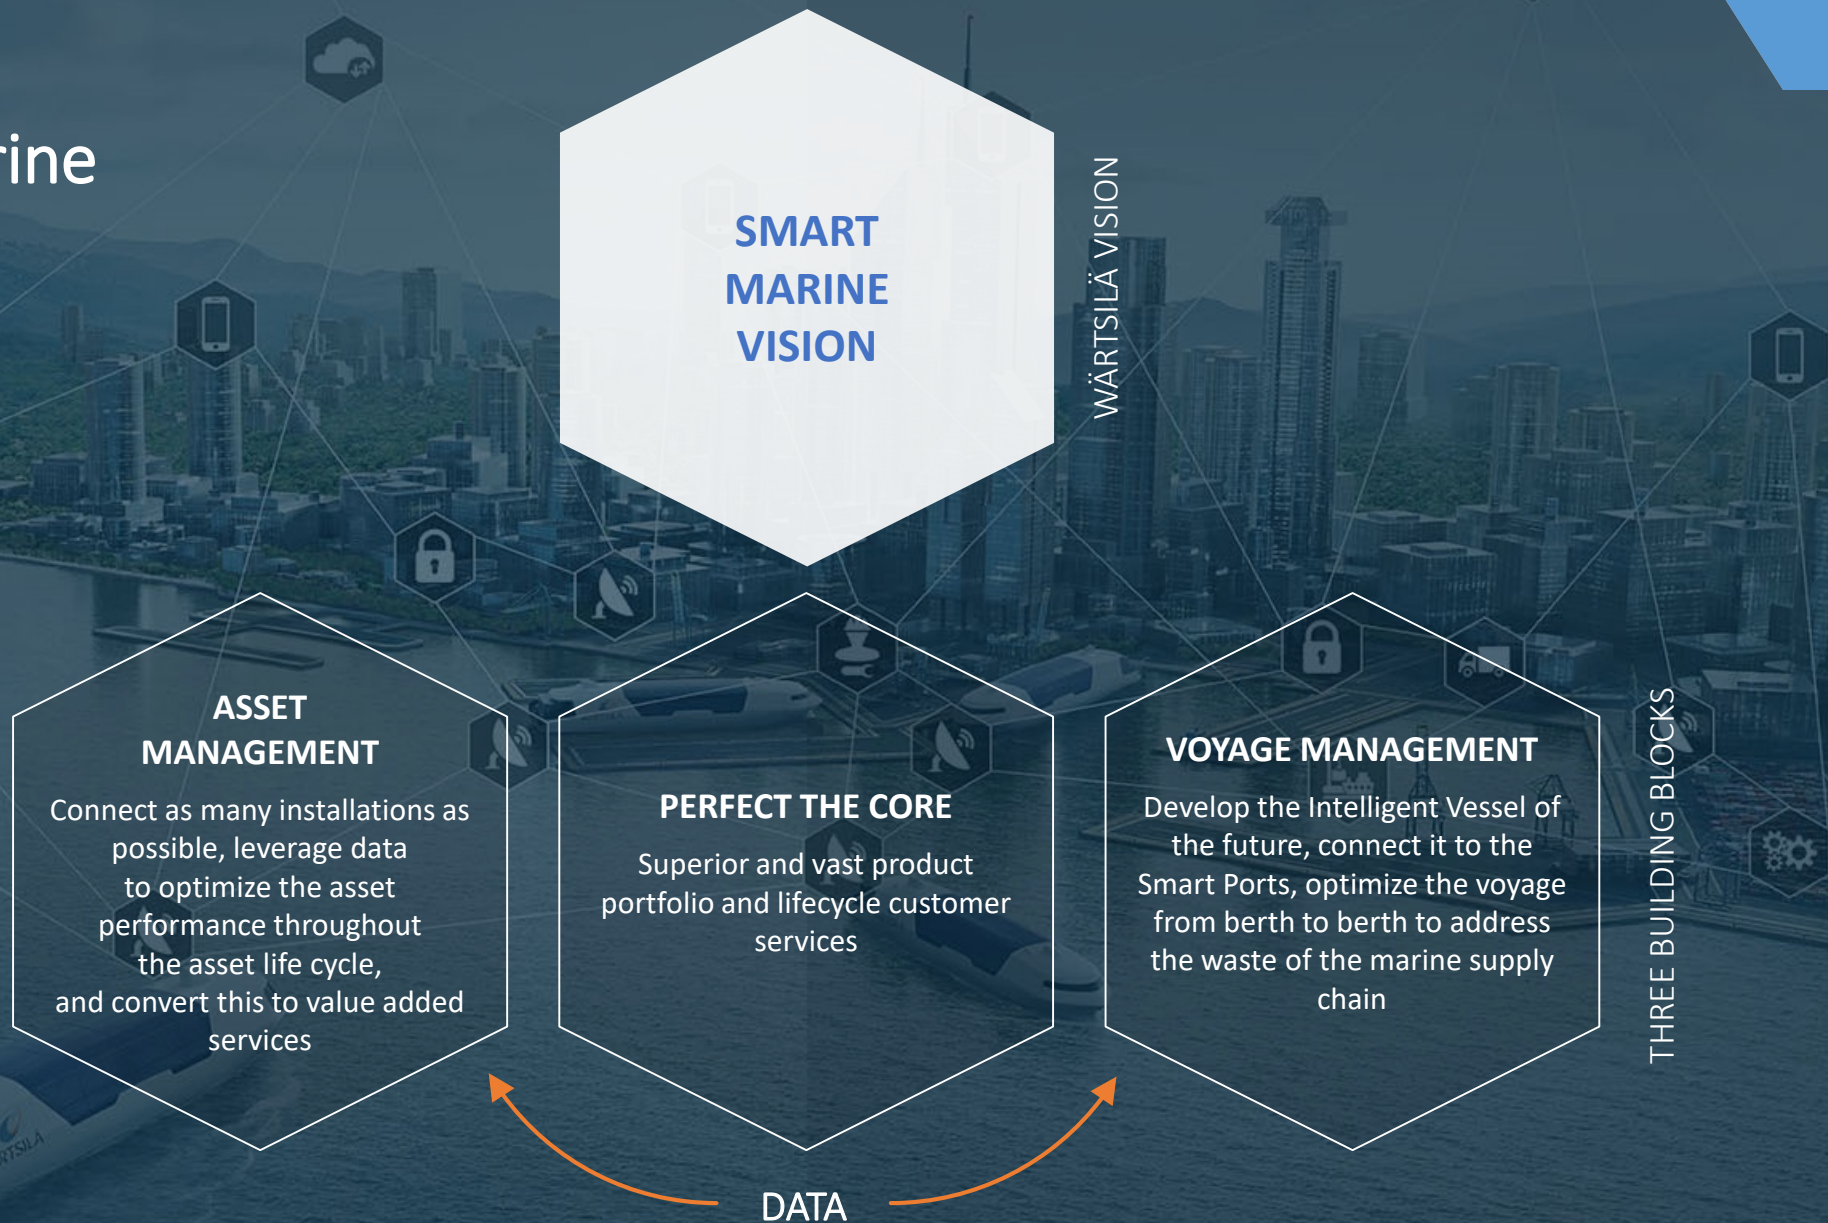 rine
SMART
MARINE
VISION
WÄRTSILÄ VISION
ASSET
MANAGEMENT
Connect as many installations as
possible, leverage data
to optimize the asset
performance throughout
the asset life cycle,
and convert this to value added
services
PERFECT THE CORE
Superior and vast product
portfolio and lifecycle customer
services
VOYAGE MANAGEMENT
Develop the Intelligent Vessel of
the future, connect it to the
Smart Ports, optimize the voyage
from berth to berth to address
the waste of the marine supply
chain
THREE BUILDING BLOCKS
RTSILA
DATA